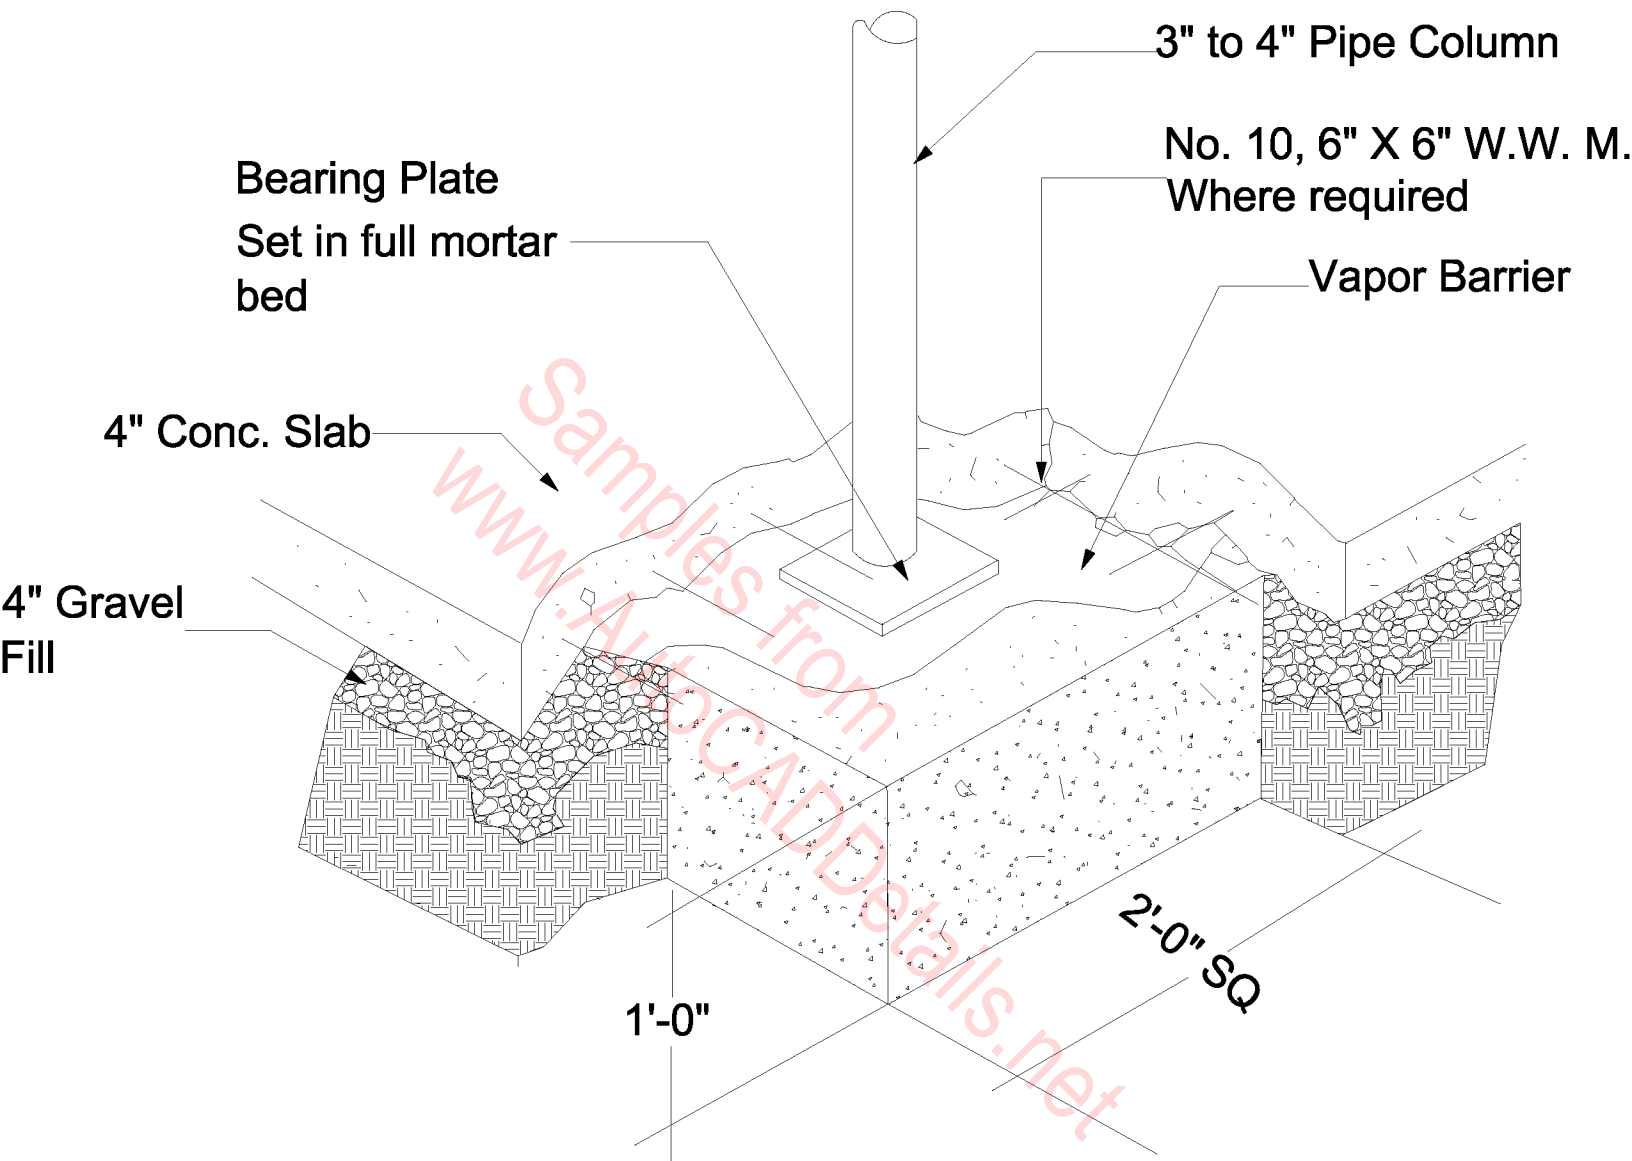 3" to 4" Pipe Column
No. 10, 6" X 6" W.W. M.
Where required
Bearing Plate
Set in full mortar
bed
Vapor Barrier
4" Conc. Slab
4" Gravel
Fill
2'-0" SQ
1'-0"
Samples from
www.AutoCADDetails.net